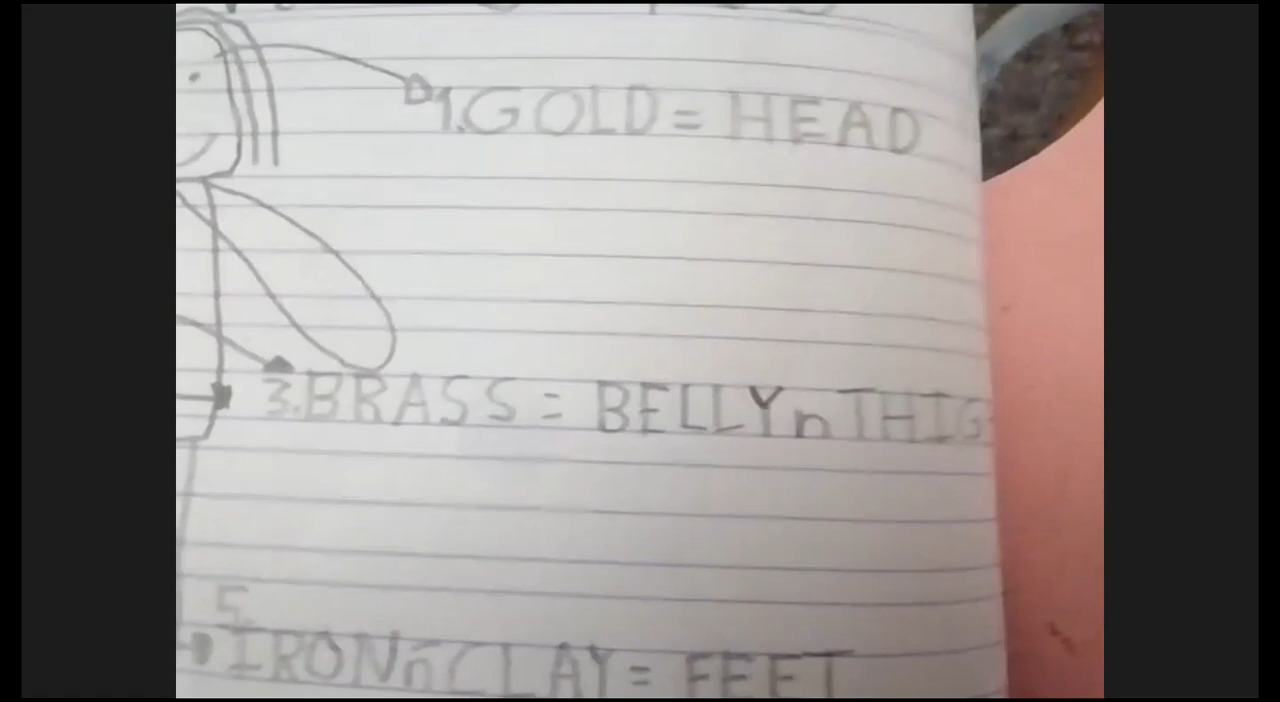 1.GOLD = HEAD
3.BRASS = BELLY n THIG
5.
IRON n CLAY = FEET